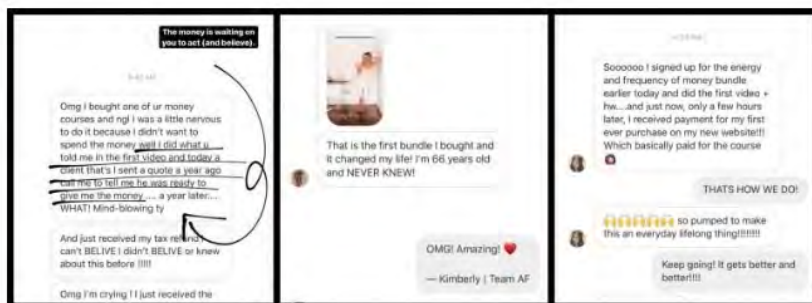 The money is waiting on
you to act (and believe).
9:42 AM
Omg I bought one of ur money
courses and ngl I was a little nervous
to do it because I didn't want to
spend the money well I did what u
told me in the first video and today a
client that's I sent a quote a year ago
call me to tell me he was ready to
give me the money .... a year later....
WHAT! Mind-blowing ty
And just received my tax refund I
can't BELIVE I didn't BELIVE or knew
about this before !!!!!
Omg I'm crying ! I just received the
That is the first bundle I bought and
it changed my life! I'm 66 years old
and NEVER KNEW!
OMG! Amazing! ❤️
— Kimberly | Team AF
Soooooo I signed up for the energy
and frequency of money bundle
earlier today and did the first video +
hw....and just now, only a few hours
later, I received payment for my first
ever purchase on my new website!!!
Which basically paid for the course
THATS HOW WE DO!
🙌🙌🙌🙌🙌🙌 so pumped to make
this an everyday lifelong thing!!!!!!!!!
Keep going! It gets better and
better!!!!